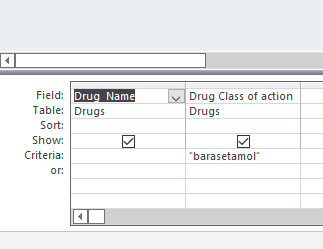 Field: Drug_Name Drug Class of action
Table: Drugs Drugs
Sort:
Show:
Criteria: "barasetamol"
or: